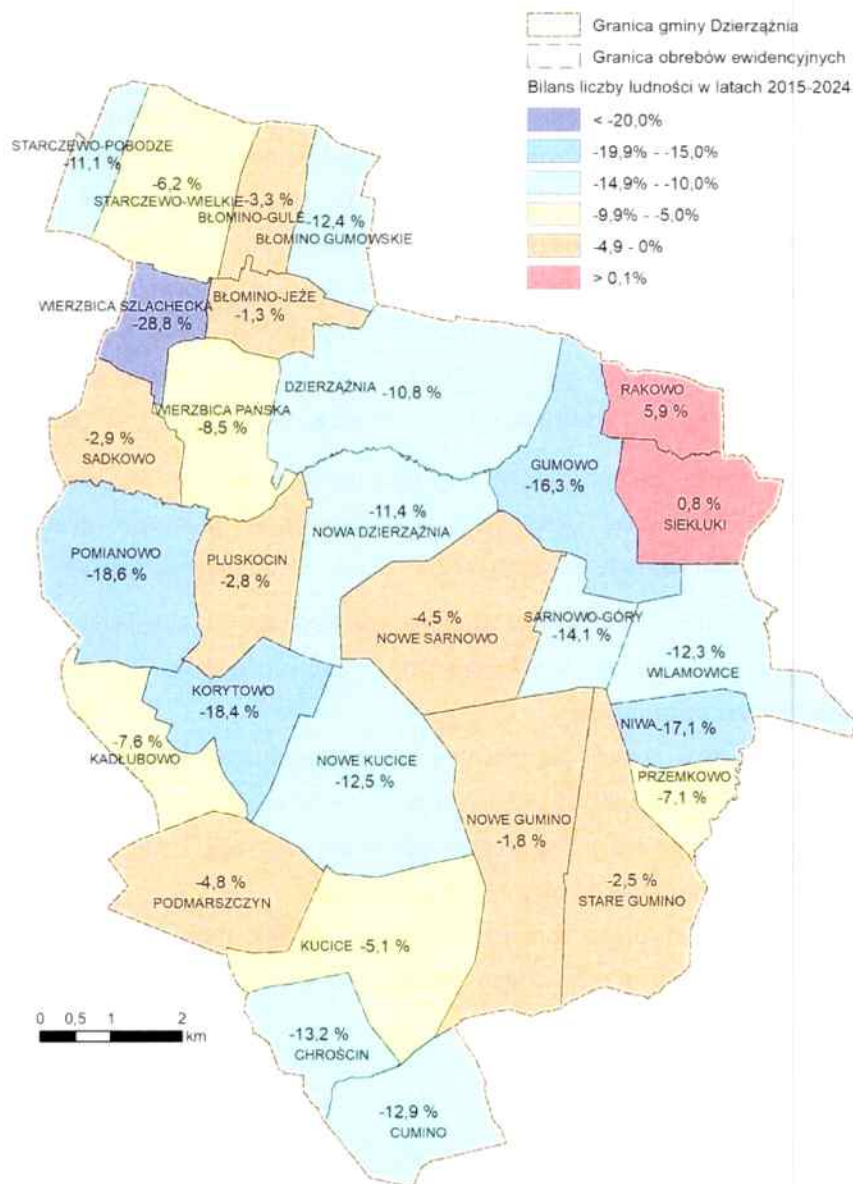 Granica gminy Dzierzążnia
Granica obrębów ewidencyjnych
Bilans liczby ludności w latach 2015-2024
< -20,0%
-19,9% - -15,0%
-14,9% - -10,0%
-9.9% - -5,0%
-4,9 - 0%
> 0,1%
STARCZEWO-POBODZE
-11,1 %
-6,2 %
STARCZEWO-WIELKIE
-3,3 %
BŁOMINO-GULE
-12,4 %
BŁOMINO GUMOWSKIE
WIERZBICA SZLACHECKA
-28,8 %
BŁOMINO-JEŻE
-1,3 %
DZIERZĄŻNIA -10,8 %
RAKOWO
5,9 %
WIERZBICA PAŃSKA
-8,5 %
-2,9 %
SADKOWO
GUMOWO
-16,3 %
0,8 %
SIEKLUKI
-11,4 %
NOWA DZIERZĄŻNIA
POMIANOWO
-18,6 %
PLUSKOCIN
-2,8 %
-4,5 %
NOWE SARNOWO
SARNOWO-GÓRY
-14,1 %
-12,3 %
WILAMOWICE
KORYTOWO
-18,4 %
NIWA -17,1 %
-7,6 %
KADŁUBOWO
NOWE KUCICE
-12,5 %
PRZEMKOWO
-7,1 %
NOWE GUMINO
-1,8 %
-4,8 %
PODMARSZCZYN
-2,5 %
STARE GUMINO
KUCICE -5,1 %
0 0,5 1 2
km
-13,2 %
CHROŚCIN
-12,9 %
CUMINO